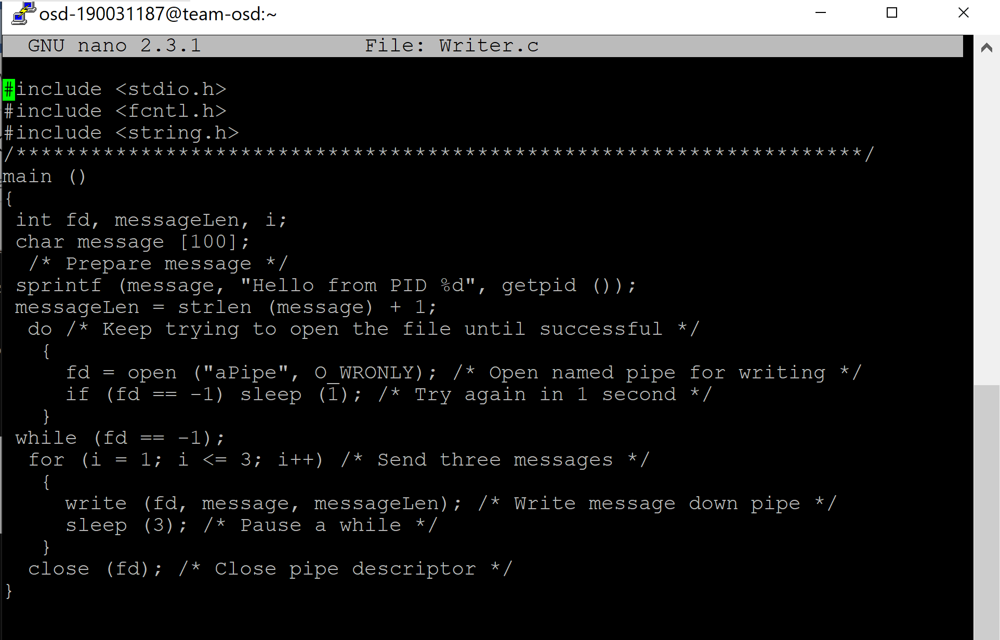 osd-190031187@team-osd:~
GNU nano 2.3.1 File: Writer.c
#include <stdio.h>
#include <fcntl.h>
#include <string.h>
/********************************************************************/
main ()
{
int fd, messageLen, i;
char message [100];
/* Prepare message */
sprintf (message, "Hello from PID %d", getpid ());
messageLen = strlen (message) + 1;
do /* Keep trying to open the file until successful */
{
fd = open ("aPipe", O_WRONLY); /* Open named pipe for writing */
if (fd == -1) sleep (1); /* Try again in 1 second */
}
while (fd == -1);
for (i = 1; i <= 3; i++) /* Send three messages */
{
write (fd, message, messageLen); /* Write message down pipe */
sleep (3); /* Pause a while */
}
close (fd); /* Close pipe descriptor */
}